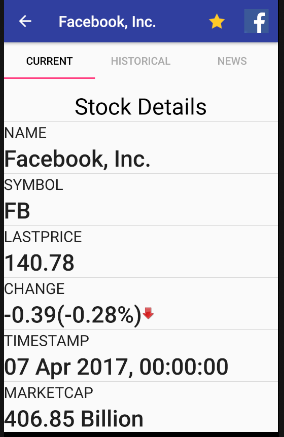 Facebook, Inc.
CURRENT HISTORICAL NEWS
Stock Details
NAME
Facebook, Inc.
SYMBOL
FB
LASTPRICE
140.78
CHANGE
-0.39(-0.28%)
TIMESTAMP
07 Apr 2017, 00:00:00
MARKETCAP
406.85 Billion